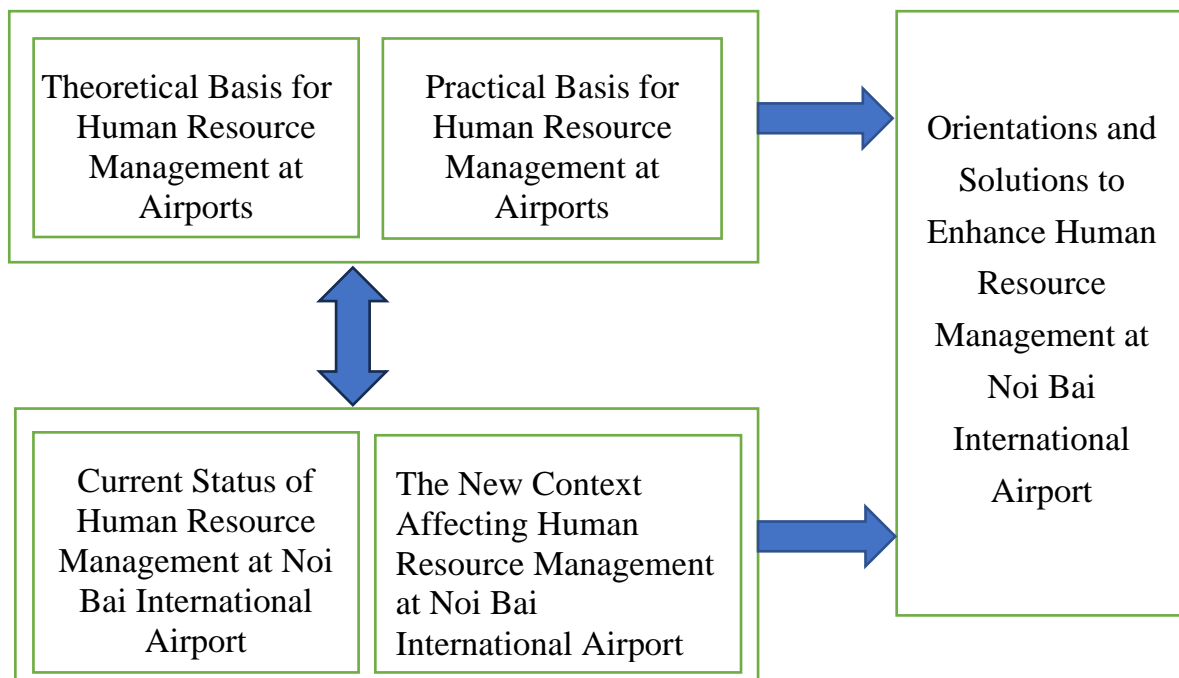 Theoretical Basis for
Human Resource
Management at
Airports
Practical Basis for
Human Resource
Management at
Airports
Orientations and
Solutions to
Enhance Human
Resource
Management at
Noi Bai
International
Airport
Current Status of
Human Resource
Management at Noi
Bai International
Airport
The New Context
Affecting Human
Resource Management
at Noi Bai
International Airport